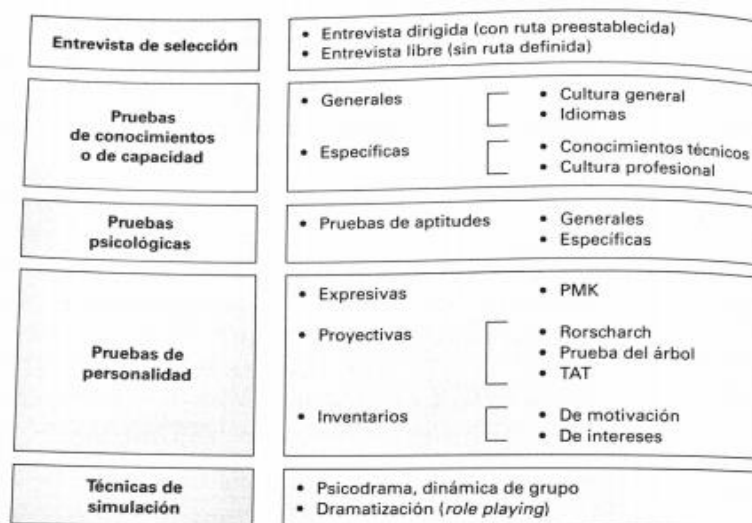 Entrevista de selección
• Entrevista dirigida (con ruta preestablecida)
• Entrevista libre (sin ruta definida)
Pruebas
de conocimientos
o de capacidad
• Generales
• Cultura general
• Idiomas
• Específicas
• Conocimientos técnicos
• Cultura profesional
Pruebas
psicológicas
• Pruebas de aptitudes
• Generales
• Específicas
Pruebas de
personalidad
• Expresivas
• PMK
• Proyectivas
• Rorscharch
• Prueba del árbol
• TAT
• Inventarios
• De motivación
• De intereses
Técnicas de
simulación
• Psicodrama, dinámica de grupo
• Dramatización (role playing)